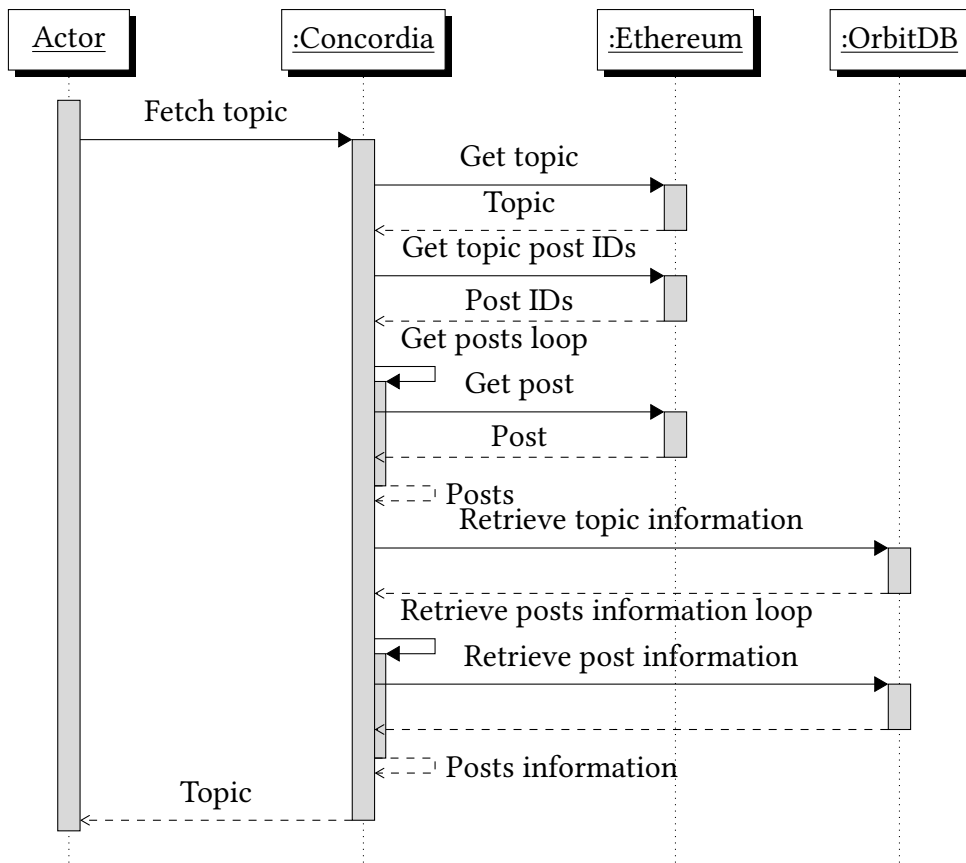 Actor
:Concordia
:Ethereum
:OrbitDB
Fetch topic
Get topic
Topic
Get topic post IDs
Post IDs
Get posts loop
Get post
Post
Posts
Retrieve topic information
Retrieve posts information loop
Retrieve post information
Posts information
Topic